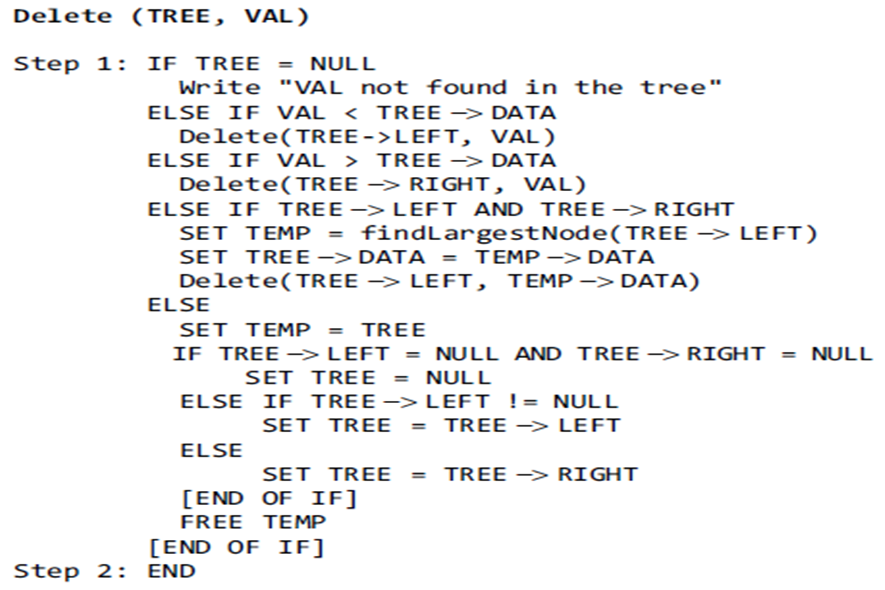 Delete (TREE, VAL)
Step 1: IF TREE = NULL
Write "VAL not found in the tree"
ELSE IF VAL < TREE —> DATA
Delete(TREE->LEFT, VAL)
ELSE IF VAL > TREE —> DATA
Delete(TREE —> RIGHT, VAL)
ELSE IF TREE —> LEFT AND TREE —> RIGHT
SET TEMP = findLargestNode(TREE —> LEFT)
SET TREE —> DATA = TEMP —> DATA
Delete(TREE —> LEFT, TEMP —> DATA)
ELSE
SET TEMP = TREE
IF TREE —> LEFT = NULL AND TREE —> RIGHT = NULL
SET TREE = NULL
ELSE IF TREE —> LEFT != NULL
SET TREE = TREE —> LEFT
ELSE
SET TREE = TREE —> RIGHT
[END OF IF]
FREE TEMP
[END OF IF]
Step 2: END